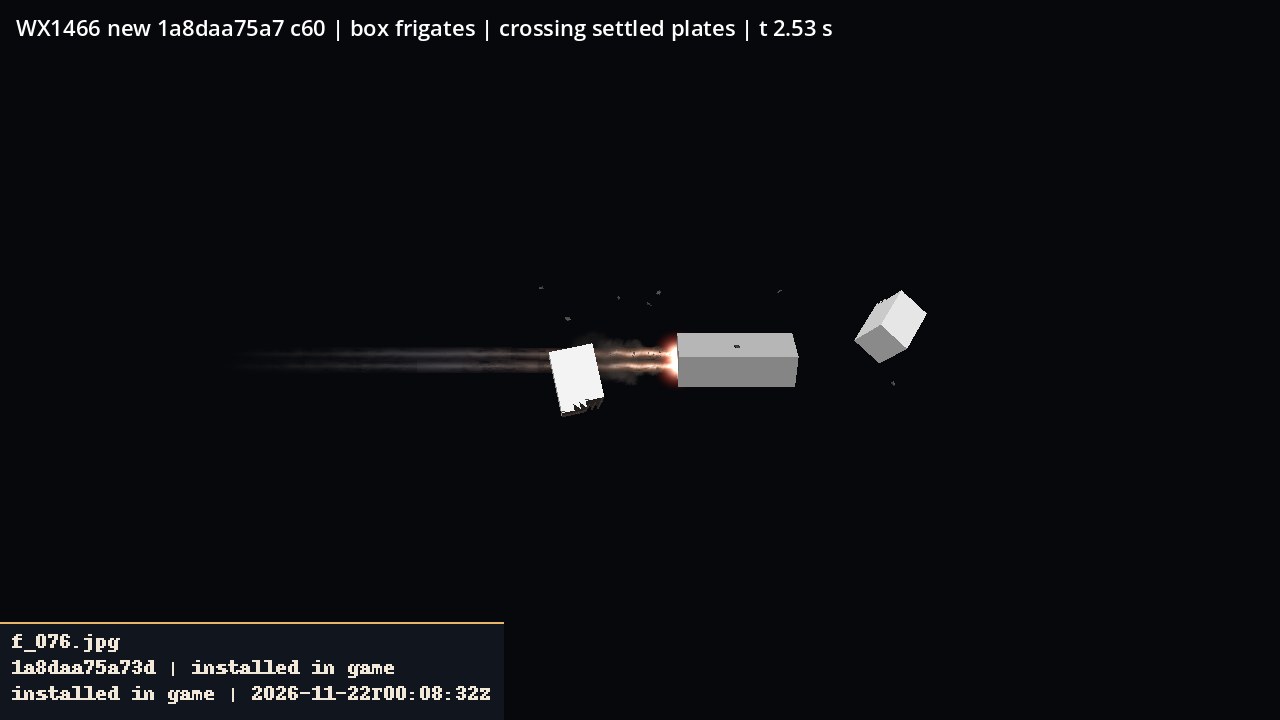 WX1466 new 1a8daa75a7 c60 | box frigates | crossing settled plates | t 2.53 s
f_076.jpg
1a8daa75a73d | installed in game
installed in game | 2026-11-22T00:08:32Z